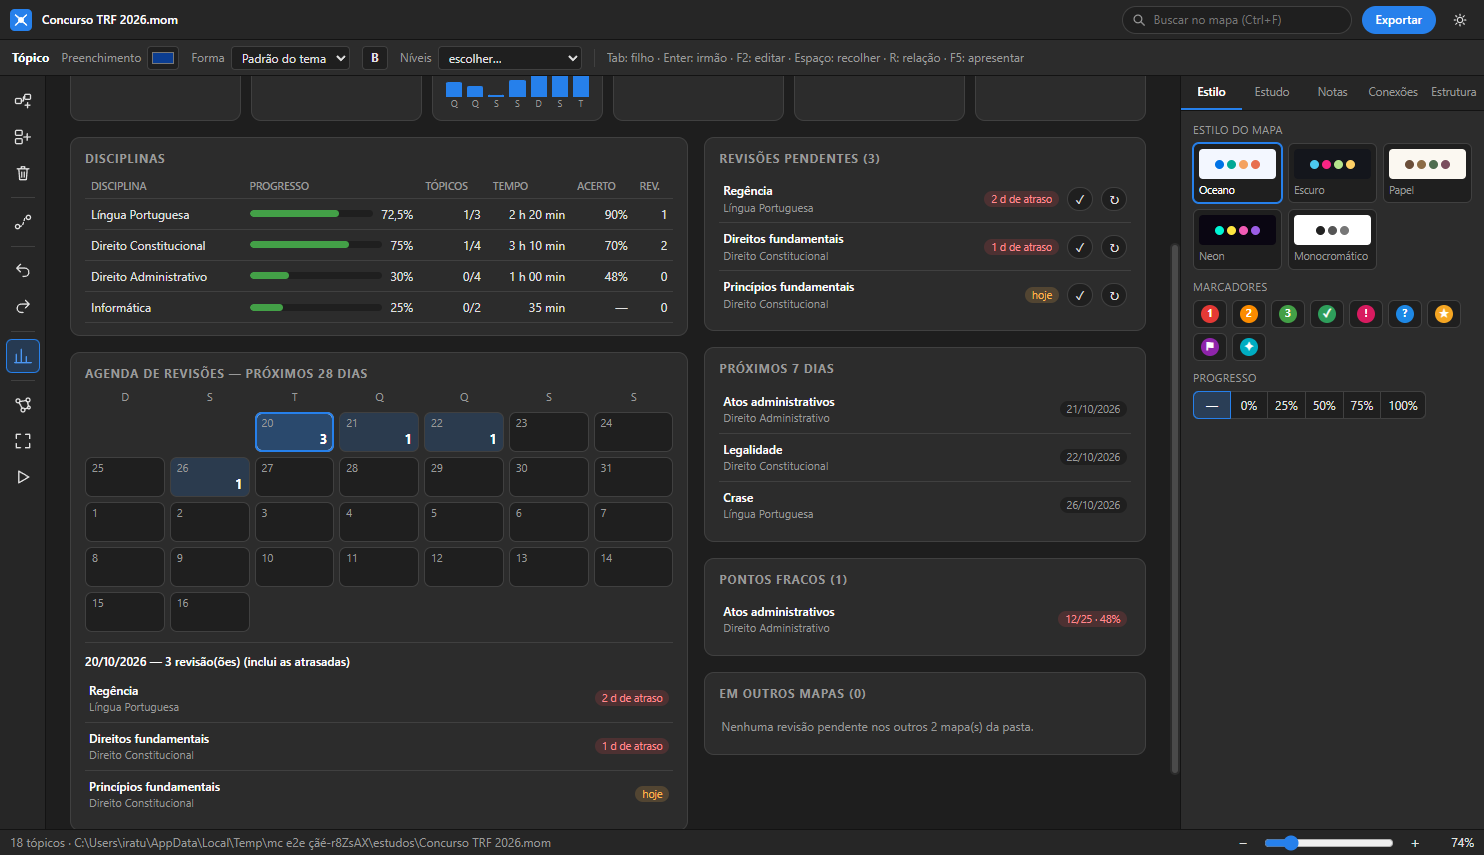 Concurso TRF 2026.mom
Buscar no mapa (Ctrl+F)
Exportar
Tópico
Preenchimento
Forma
Padrão do tema
B
Níveis
escolher...
Tab: filho · Enter: irmão · F2: editar · Espaço: recolher · R: relação · F5: apresentar
Q Q S S D S T
DISCIPLINAS
DISCIPLINA PROGRESSO TÓPICOS TEMPO ACERTO REV.
Língua Portuguesa 72,5% 1/3 2 h 20 min 90% 1
Direito Constitucional 75% 1/4 3 h 10 min 70% 2
Direito Administrativo 30% 0/4 1 h 00 min 48% 0
Informática 25% 0/2 35 min — 0
AGENDA DE REVISÕES — PRÓXIMOS 28 DIAS
D S T Q Q S S
20 3 21 1 22 1 23 24
25 26 1 27 28 29 30 31
1 2 3 4 5 6 7
8 9 10 11 12 13 14
15 16
20/10/2026 — 3 revisão(ões) (inclui as atrasadas)
Regência
Língua Portuguesa
2 d de atraso
Direitos fundamentais
Direito Constitucional
1 d de atraso
Princípios fundamentais
Direito Constitucional
hoje
REVISÕES PENDENTES (3)
Regência
Língua Portuguesa
2 d de atraso
Direitos fundamentais
Direito Constitucional
1 d de atraso
Princípios fundamentais
Direito Constitucional
hoje
PRÓXIMOS 7 DIAS
Atos administrativos
Direito Administrativo
21/10/2026
Legalidade
Direito Constitucional
22/10/2026
Crase
Língua Portuguesa
26/10/2026
PONTOS FRACOS (1)
Atos administrativos
Direito Administrativo
12/25 · 48%
EM OUTROS MAPAS (0)
Nenhuma revisão pendente nos outros 2 mapa(s) da pasta.
Estilo Estudo Notas Conexões Estrutura
ESTILO DO MAPA
Oceano Escuro Papel
Neon Monocromático
MARCADORES
1 2 3 ✓ ! ? ★
PROGRESSO
— 0% 25% 50% 75% 100%
18 tópicos · C:\Users\iratu\AppData\Local\Temp\mc e2e çãé-r8ZsAX\estudos\Concurso TRF 2026.mom
− + 74%